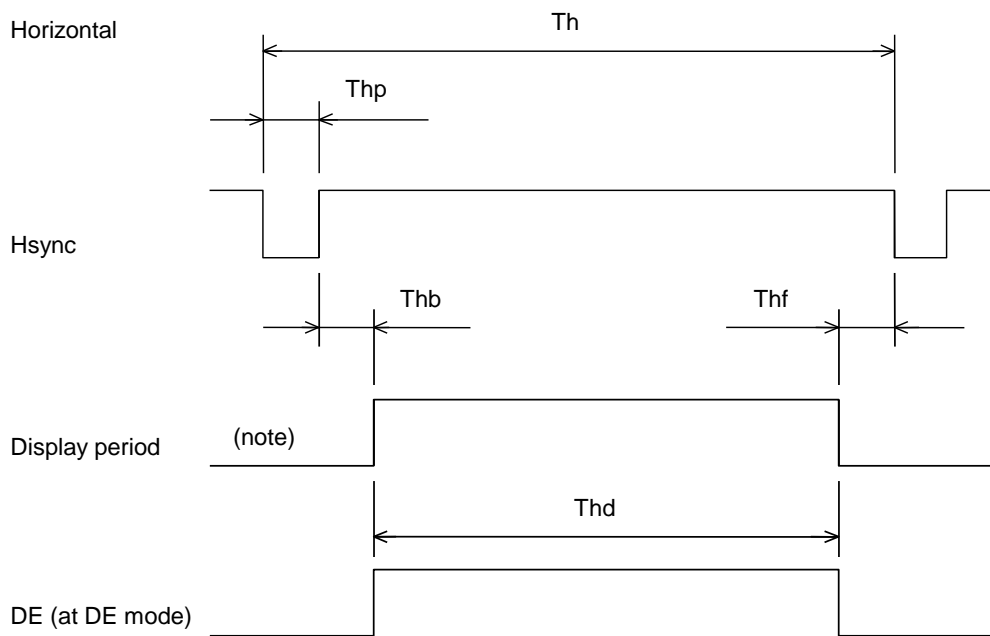 Horizontal
Th
Thp
Hsync
Thb
Thf
Display period
(note)
Thd
DE (at DE mode)